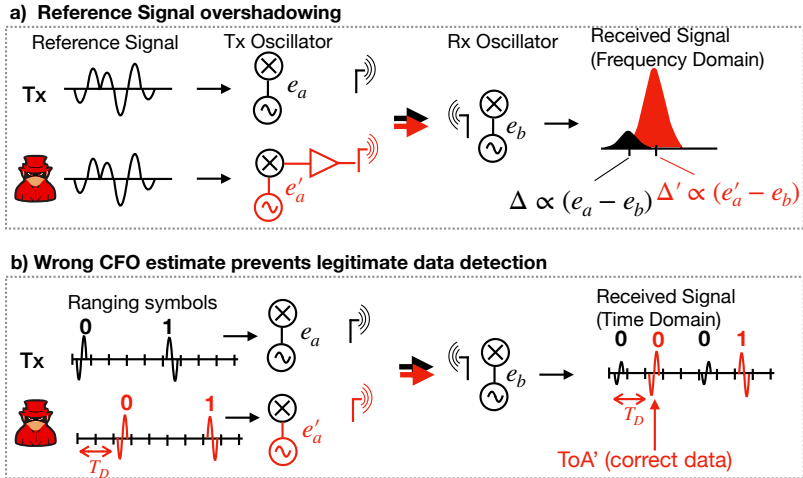 a) Reference Signal overshadowing
Reference Signal
Tx Oscillator
Rx Oscillator
Received Signal
(Frequency Domain)
Tx
e_a
e_b
e'_a
Δ ∝ (e_a − e_b)
Δ′ ∝ (e'_a − e_b)
b) Wrong CFO estimate prevents legitimate data detection
Ranging symbols
Received Signal
(Time Domain)
0 1
0 0 0 1
Tx
e_a
e_b
0 1
e'_a
T_D
T_D
ToA' (correct data)